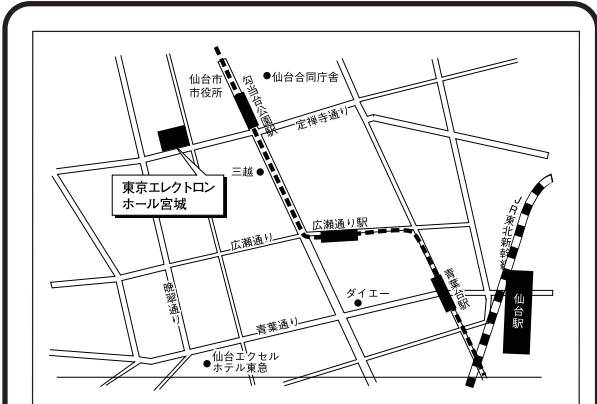 仙台市
市役所
勾当台公園駅
仙台合同庁舎
定禅寺通り
三越
東京エレクトロン
ホール宮城
広瀬通り駅
広瀬通り
JR東北新幹線
晩翠通り
ダイエー
青葉台駅
仙台駅
青葉通り
仙台エクセル
ホテル東急